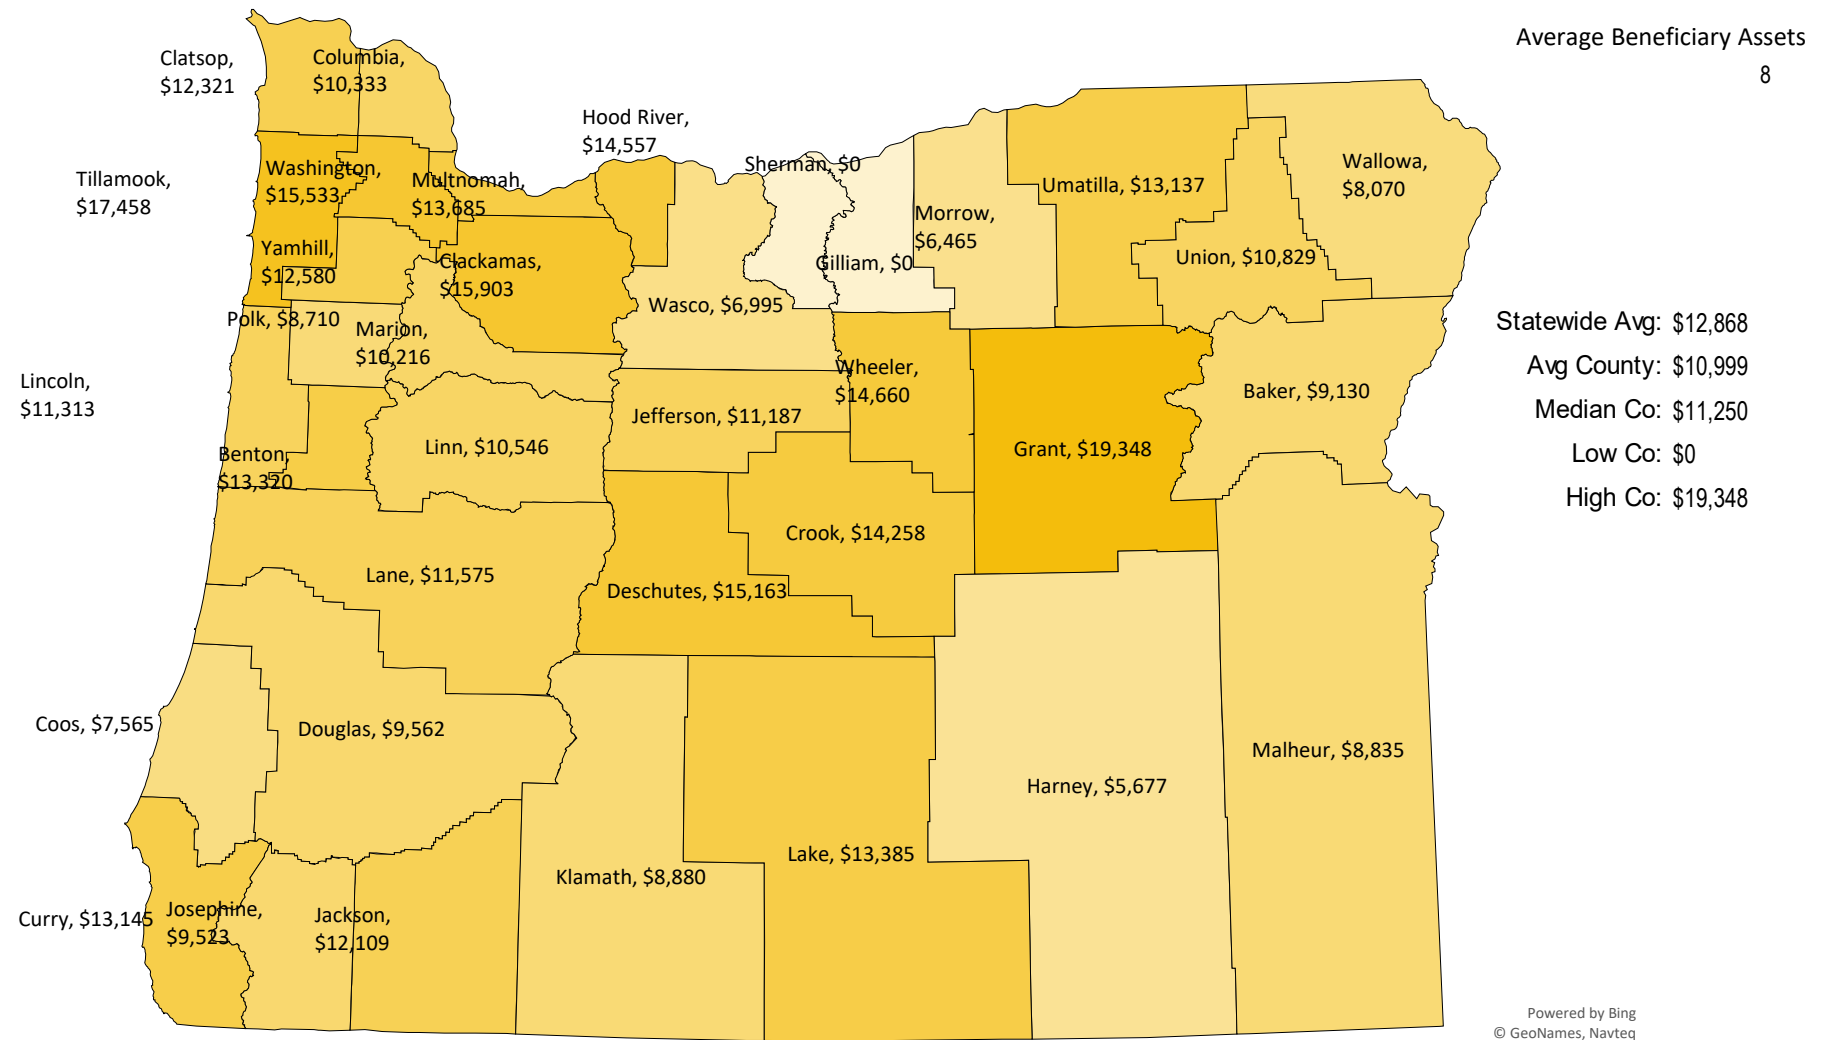 Average Beneficiary Assets
8
Clatsop,
$12,321
Columbia,
$10,333
Hood River,
$14,557
Tillamook,
$17,458
Washington,
$15,533
Multnomah,
$13,685
Sherman, $0
Umatilla, $13,137
Wallowa,
$8,070
Morrow,
$6,465
Yamhill,
$12,580
Clackamas,
$15,903
Gilliam, $0
Union, $10,829
Wasco, $6,995
Polk, $8,710
Marion,
$10,216
Statewide Avg: $12,868
Avg County: $10,999
Median Co: $11,250
Low Co: $0
High Co: $19,348
Lincoln,
$11,313
Wheeler,
$14,660
Baker, $9,130
Jefferson, $11,187
Linn, $10,546
Grant, $19,348
Benton,
$13,320
Crook, $14,258
Lane, $11,575
Deschutes, $15,163
Coos, $7,565
Douglas, $9,562
Malheur, $8,835
Harney, $5,677
Lake, $13,385
Klamath, $8,880
Curry, $13,145
Josephine,
$9,523
Jackson,
$12,109
Powered by Bing
© GeoNames, Navteq